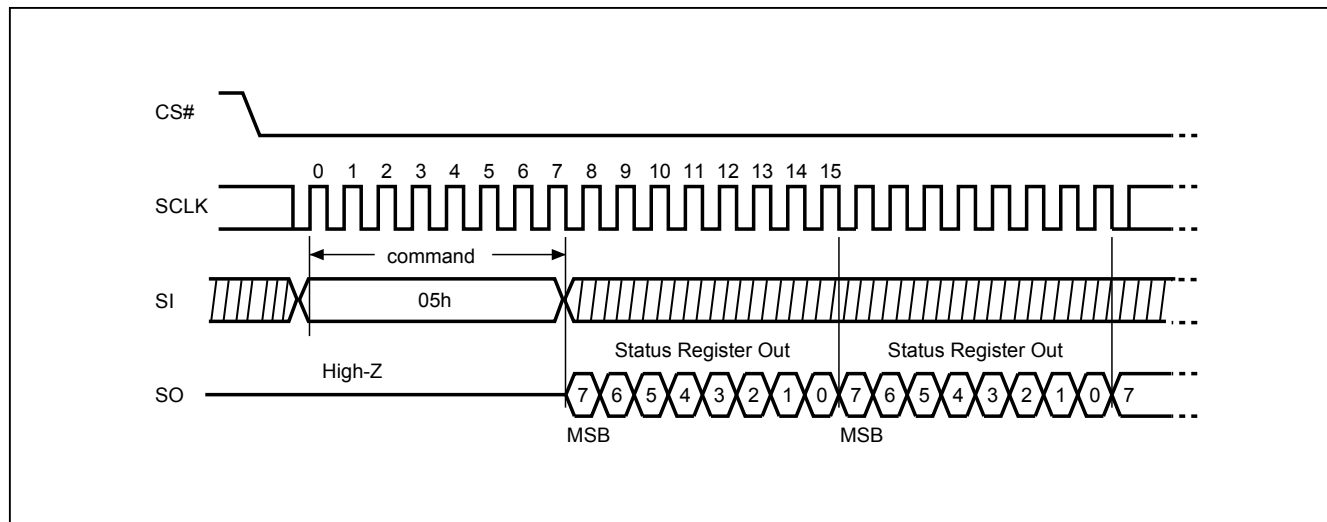 CS#
0 1 2 3 4 5 6 7 8 9 10 11 12 13 14 15
SCLK
command
SI
05h
Status Register Out Status Register Out
High-Z
SO
7 6 5 4 3 2 1 0 7 6 5 4 3 2 1 0 7
MSB MSB